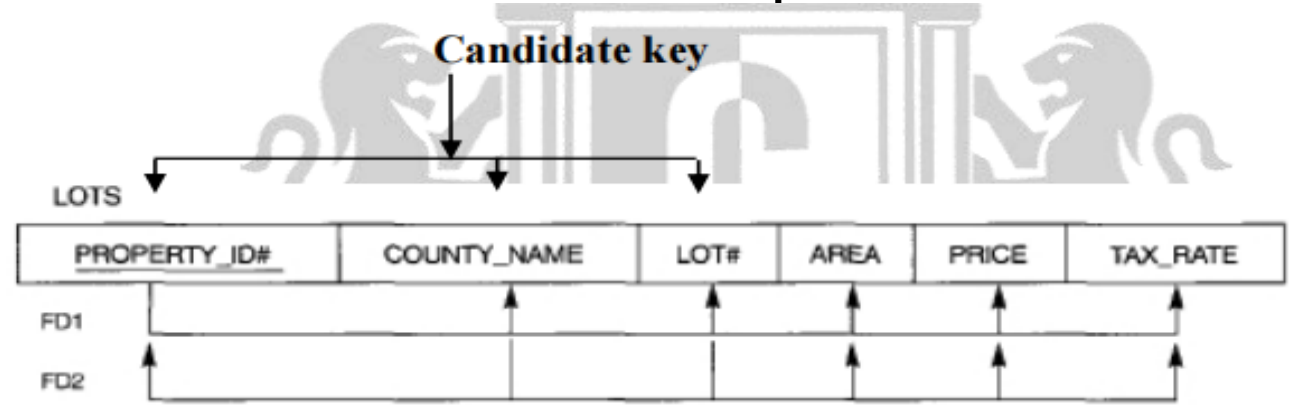 Candidate key
LOTS
PROPERTY_ID# COUNTY_NAME LOT# AREA PRICE TAX_RATE
FD1
FD2